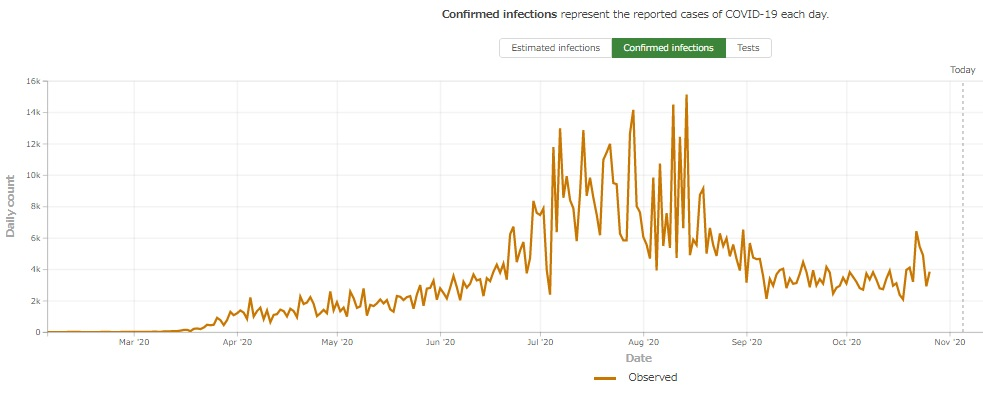 Confirmed infections represent the reported cases of COVID-19 each day.
Estimated infections Confirmed infections Tests
Today
16k
14k
12k
10k
8k
6k
4k
2k
0
Daily count
Mar '20 Apr '20 May '20 Jun '20 Jul '20 Aug '20 Sep '20 Oct '20 Nov '20
Date
Observed